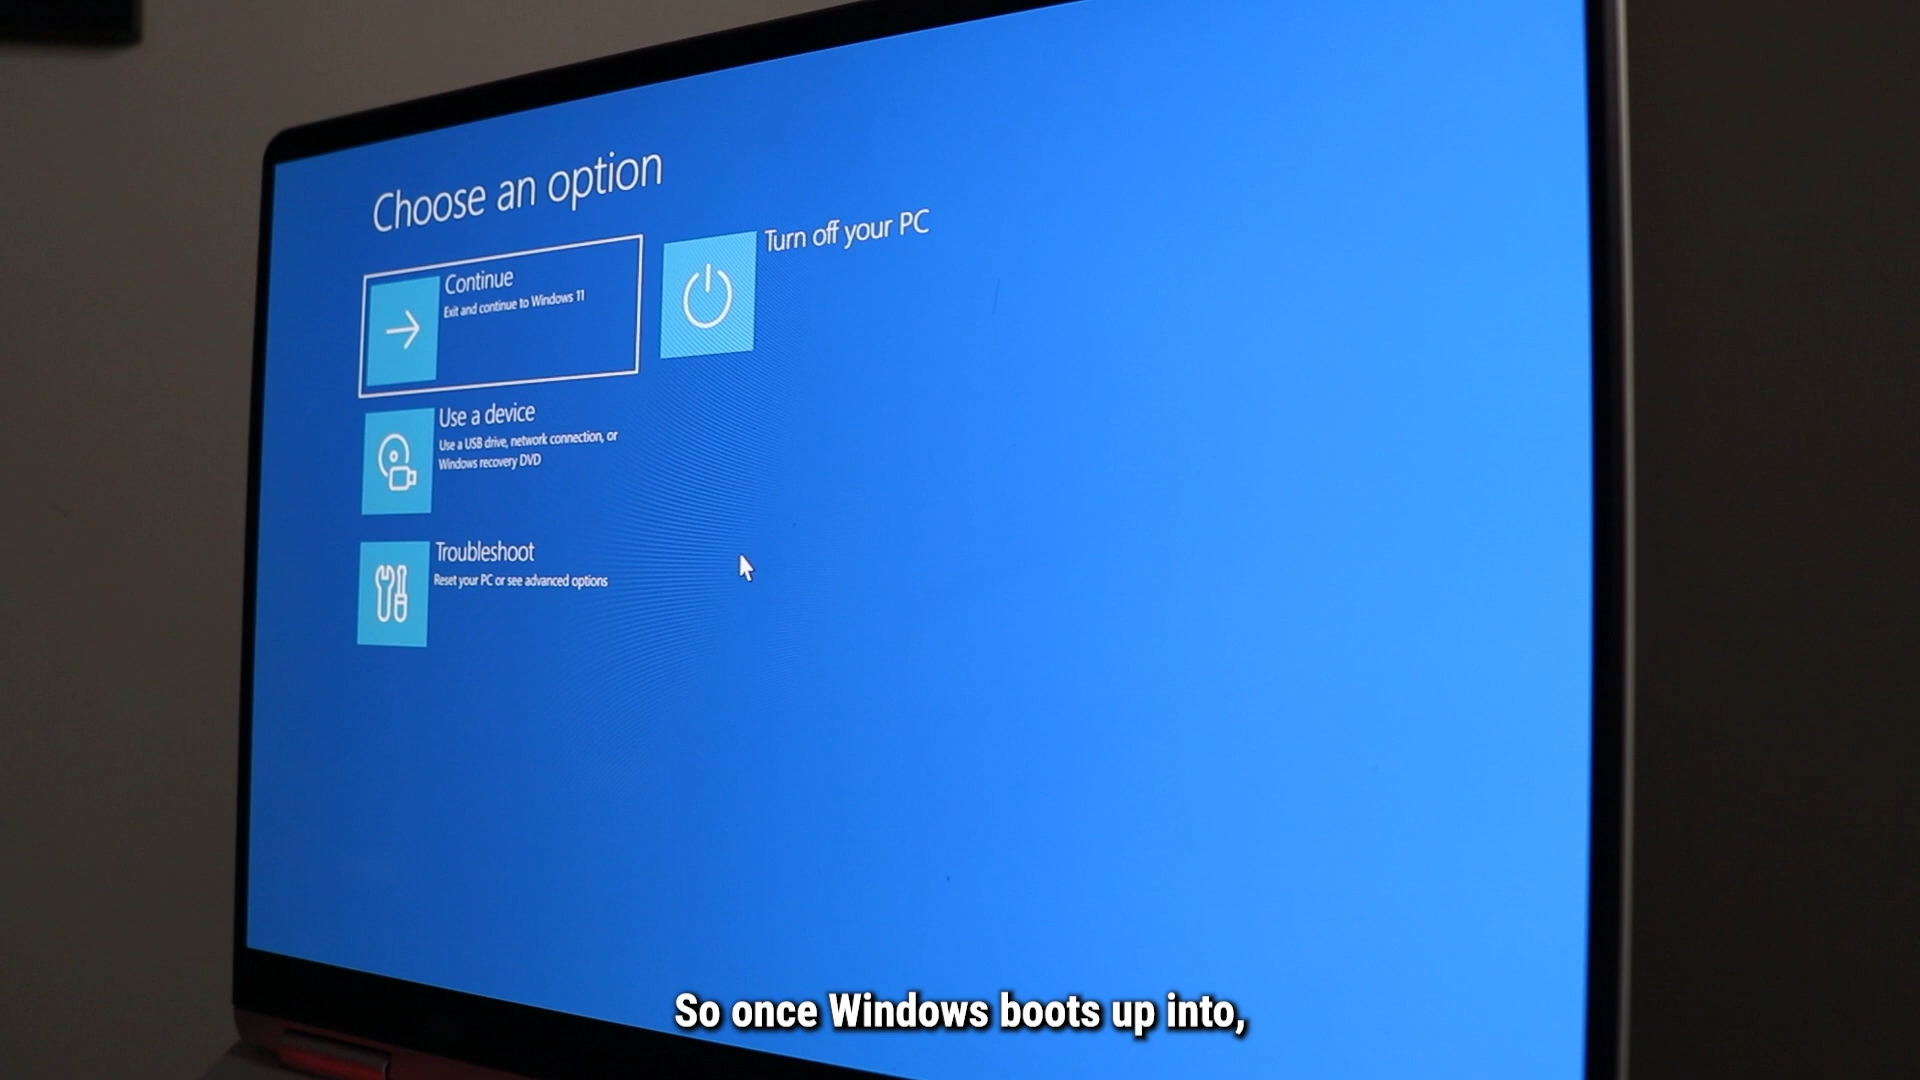 Choose an option
Continue
Exit and continue to Windows 11
Turn off your PC
Use a device
Use a USB drive, network connection, or
Windows recovery DVD
Troubleshoot
Reset your PC or see advanced options
So once Windows boots up into,